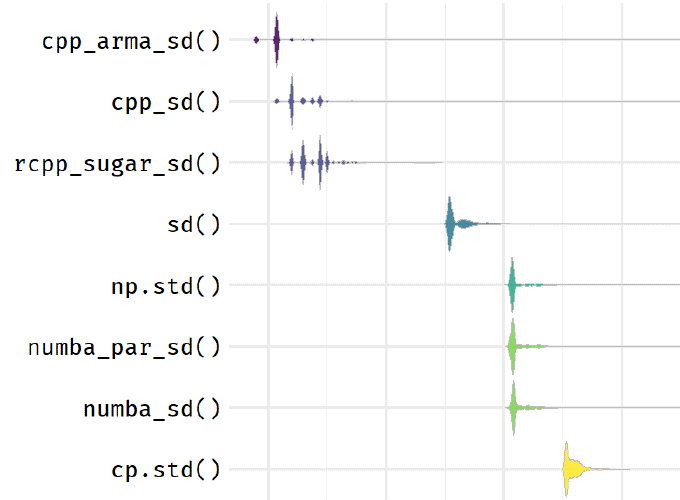 cpp_arma_sd()
cpp_sd()
rcpp_sugar_sd()
sd()
np.std()
numba_par_sd()
numba_sd()
cp.std()